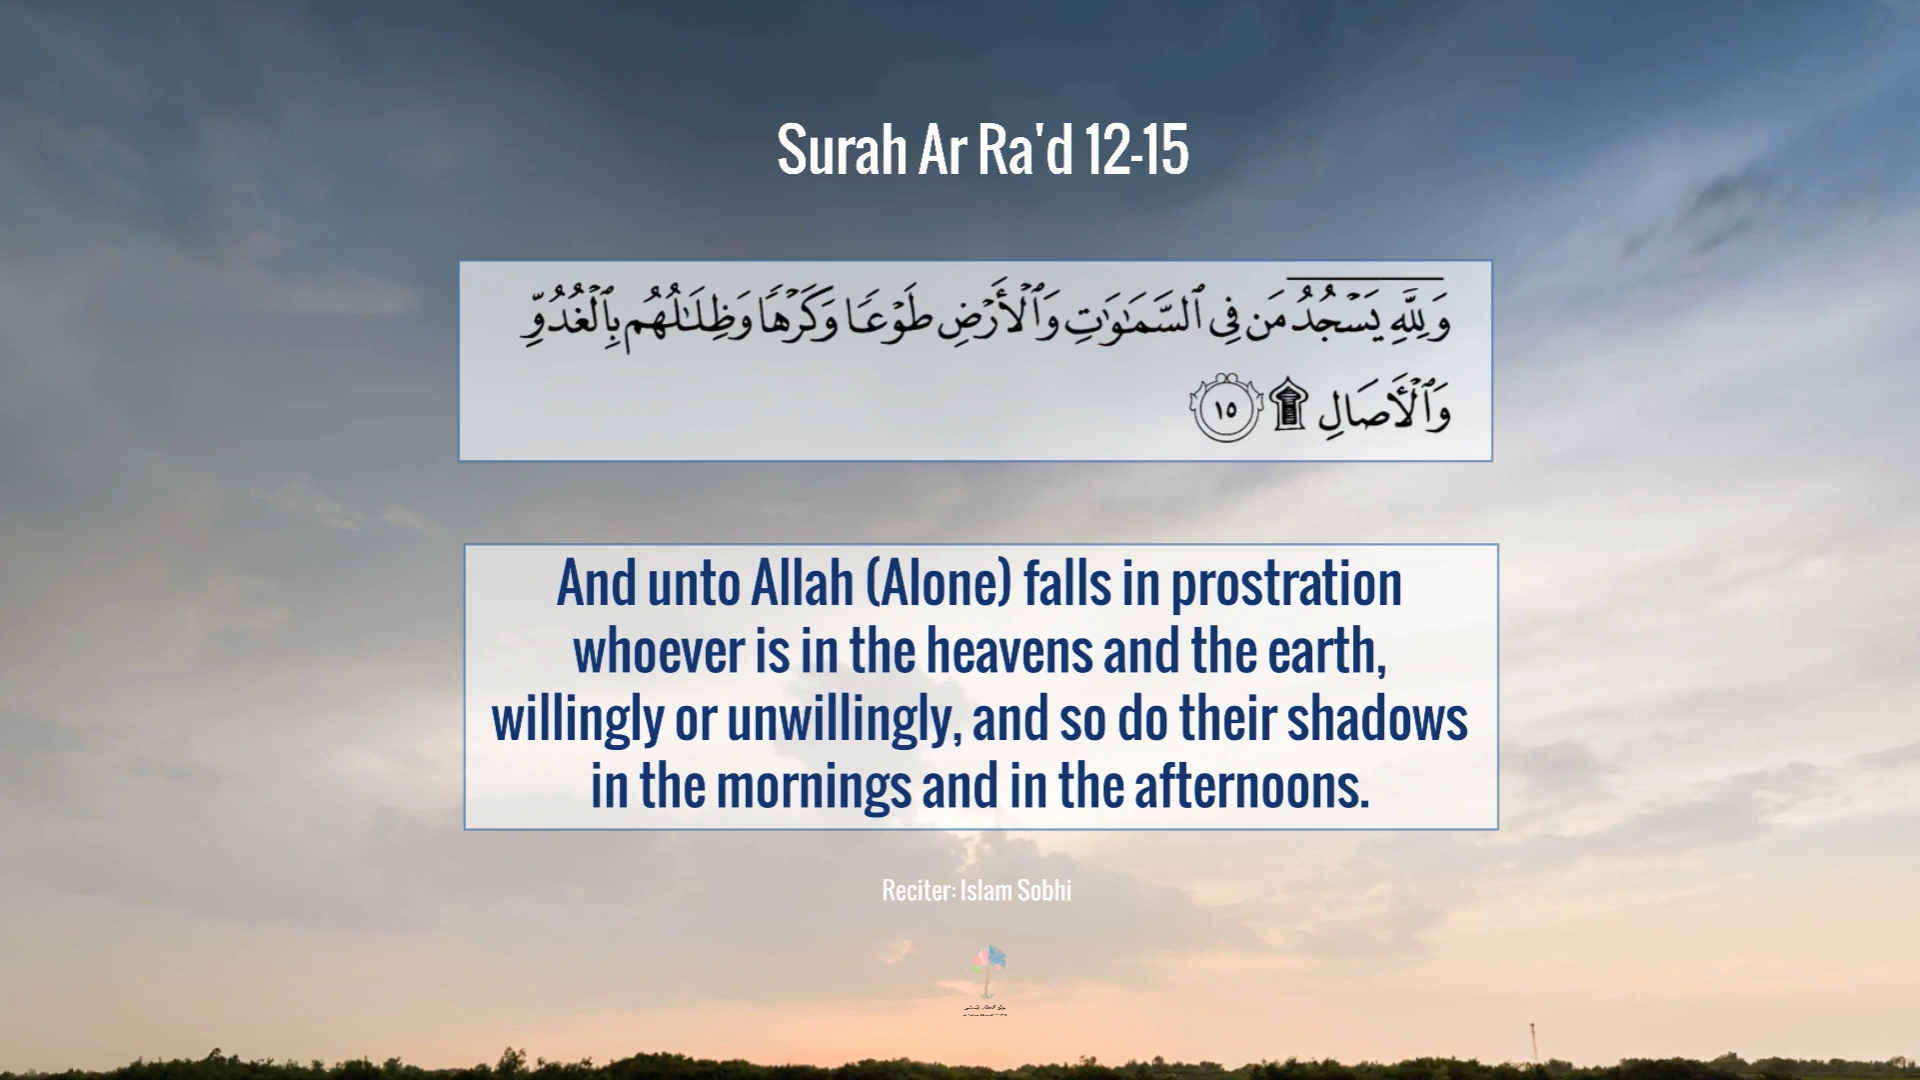 Surah Ar Ra'd 12-15
وَلِلَّهِ يَسْجُدُ مَن فِى ٱلسَّمَـٰوَٰتِ وَٱلْأَرْضِ طَوْعًا وَكَرْهًا وَظِلَـٰلُهُم بِٱلْغُدُوِّ
وَٱلْـَٔاصَالِ ۩ ١٥
And unto Allah (Alone) falls in prostration
whoever is in the heavens and the earth,
willingly or unwillingly, and so do their shadows
in the mornings and in the afternoons.
Reciter: Islam Sobhi